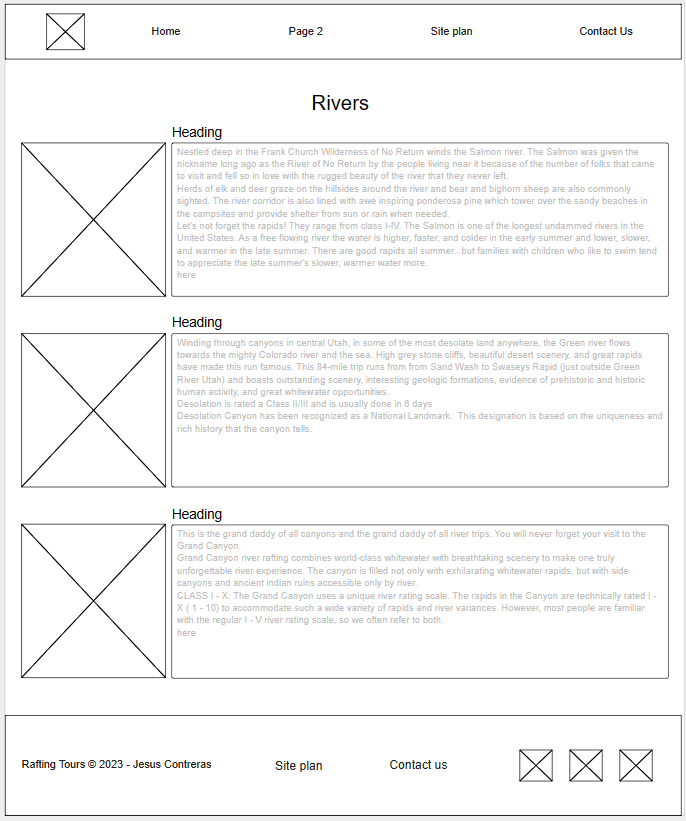 Home Page 2 Site plan Contact Us
Rivers
Heading
Nestled deep in the Frank Church Wilderness of No Return winds the Salmon river. The Salmon was given the
nickname long ago as the River of No Return by the people living near it because of the number of folks that came
to visit and fell so in love with the rugged beauty of the river that they never left.
Herds of elk and deer graze on the hillsides around the river and bear and bighorn sheep are also commonly
sighted. The river corridor is also lined with awe inspiring ponderosa pine which tower over the sandy beaches in
the campsites and provide shelter from sun or rain when needed.
Let's not forget the rapids! They range from class I-IV. The Salmon is one of the longest undammed rivers in the
United States. As a free flowing river the water is higher, faster, and colder in the early summer and lower, slower,
and warmer in the late summer. There are good rapids all summer...but families with children who like to swim tend
to appreciate the late summer's slower, warmer water more.
here
Heading
Winding through canyons in central Utah, in some of the most desolate land anywhere, the Green river flows
towards the mighty Colorado river and the sea. High grey stone cliffs, beautiful desert scenery, and great rapids
have made this run famous. This 84-mile trip runs from from Sand Wash to Swaseys Rapid (just outside Green
River Utah) and boasts outstanding scenery, interesting geologic formations, evidence of prehistoric and historic
human activity, and great whitewater opportunities.
Desolation is rated a Class II/III and is usually done in 6 days
Desolation Canyon has been recognized as a National Landmark. This designation is based on the uniqueness and
rich history that the canyon tells.
Heading
This is the grand daddy of all canyons and the grand daddy of all river trips. You will never forget your visit to the
Grand Canyon.
Grand Canyon river rafting combines world-class whitewater with breathtaking scenery to make one truly
unforgettable river experience. The canyon is filled not only with exhilarating whitewater rapids, but with side
canyons and ancient indian ruins accessible only by river.
CLASS I - X: The Grand Canyon uses a unique river rating scale. The rapids in the Canyon are technically rated I -
X ( 1 - 10) to accommodate such a wide variety of rapids and river variances. However, most people are familiar
with the regular I - V river rating scale, so we often refer to both.
here
Rafting Tours © 2023 - Jesus Contreras Site plan Contact us